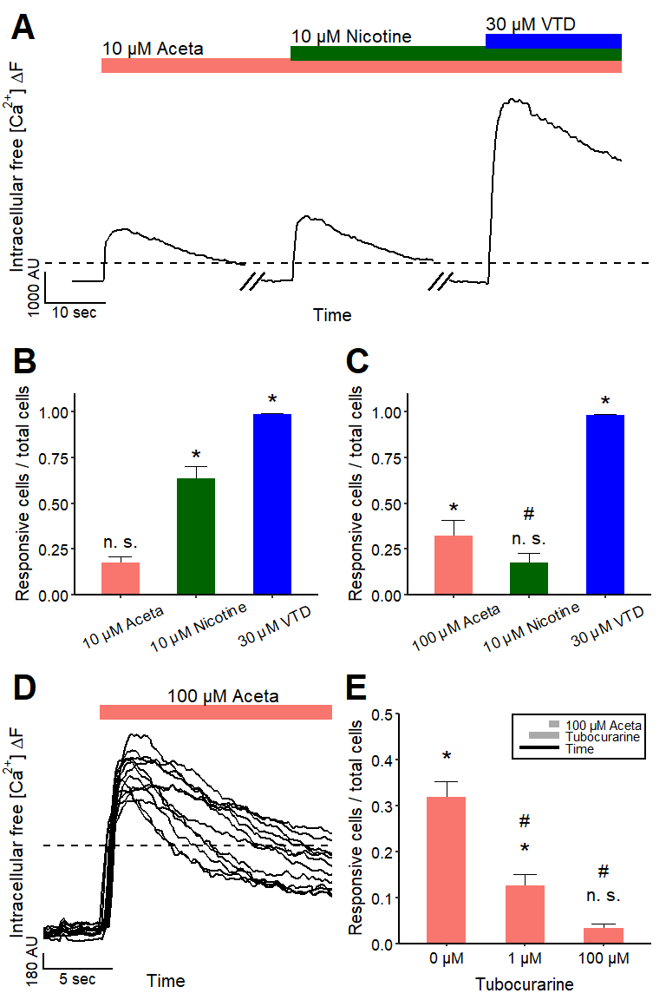 A
10 µM Aceta
10 µM Nicotine
30 µM VTD
Intracellular free [Ca2+] ΔF
1000 AU
10 sec
Time
B
Responsive cells / total cells
1.00
0.75
0.50
0.25
0.00
n. s.
*
*
10 µM Aceta
10 µM Nicotine
30 µM VTD
C
Responsive cells / total cells
1.00
0.75
0.50
0.25
0.00
*
#
n. s.
*
100 µM Aceta
10 µM Nicotine
30 µM VTD
D
100 µM Aceta
Intracellular free [Ca2+] ΔF
180 AU
5 sec
Time
E
Responsive cells / total cells
0.5
0.4
0.3
0.2
0.1
0.0
100 µM Aceta
Tubocurarine
Time
*
#
*
#
n. s.
0 µM
1 µM
100 µM
Tubocurarine